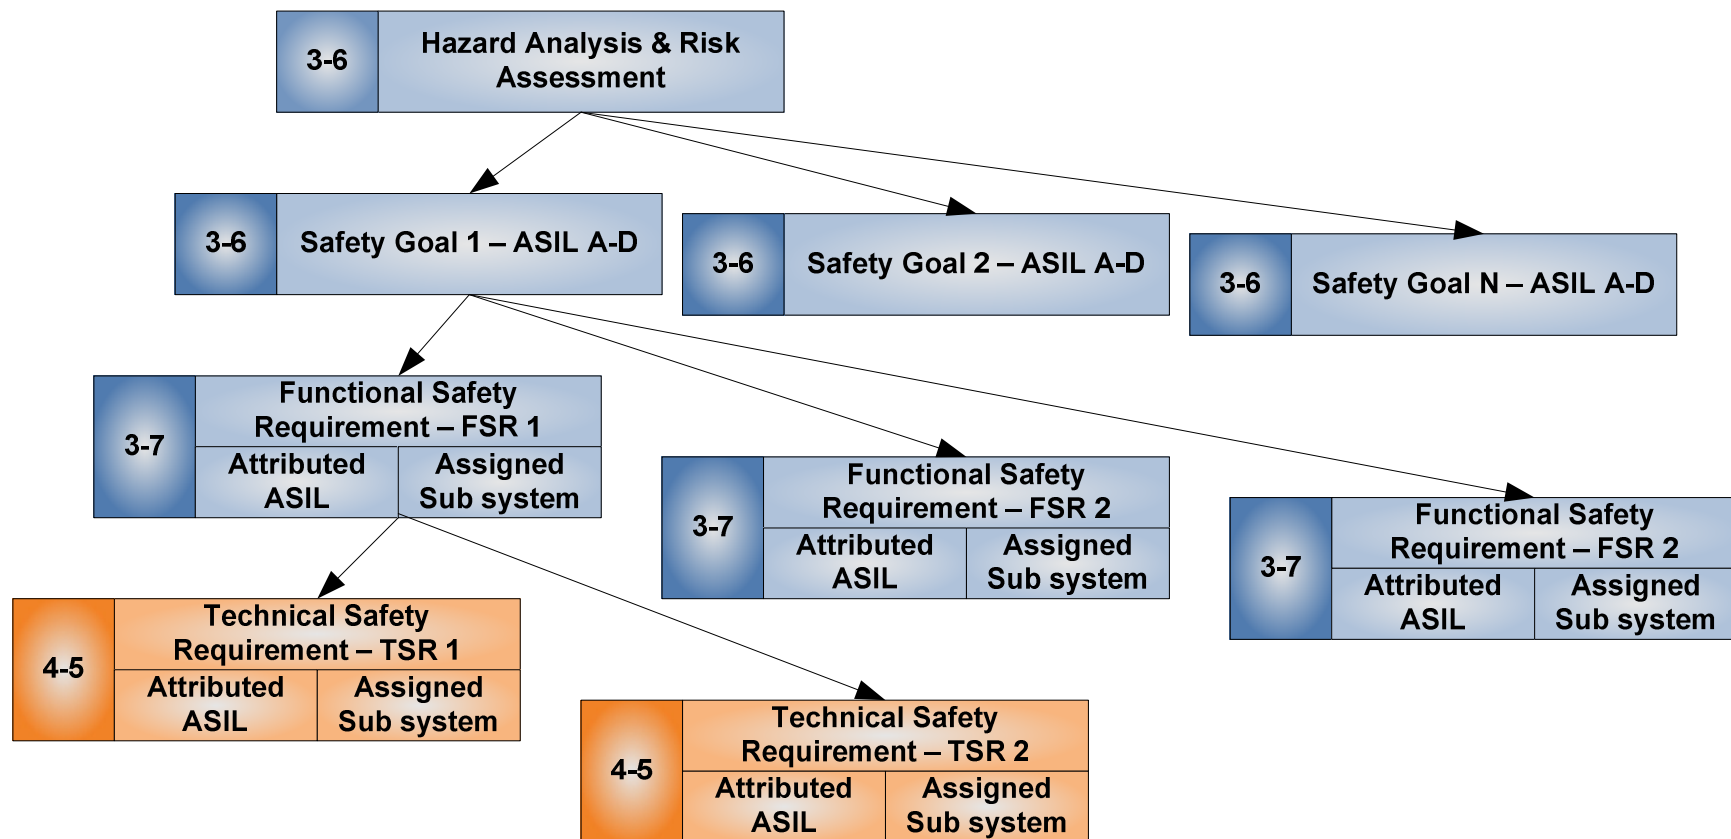 3-6
Hazard Analysis & Risk
Assessment
3-6
Safety Goal 1 – ASIL A-D
3-6
Safety Goal 2 – ASIL A-D
3-6
Safety Goal N – ASIL A-D
3-7
Functional Safety
Requirement – FSR 1
Attributed
ASIL
Assigned
Sub system
3-7
Functional Safety
Requirement – FSR 2
Attributed
ASIL
Assigned
Sub system
3-7
Functional Safety
Requirement – FSR 2
Attributed
ASIL
Assigned
Sub system
4-5
Technical Safety
Requirement – TSR 1
Attributed
ASIL
Assigned
Sub system
4-5
Technical Safety
Requirement – TSR 2
Attributed
ASIL
Assigned
Sub system